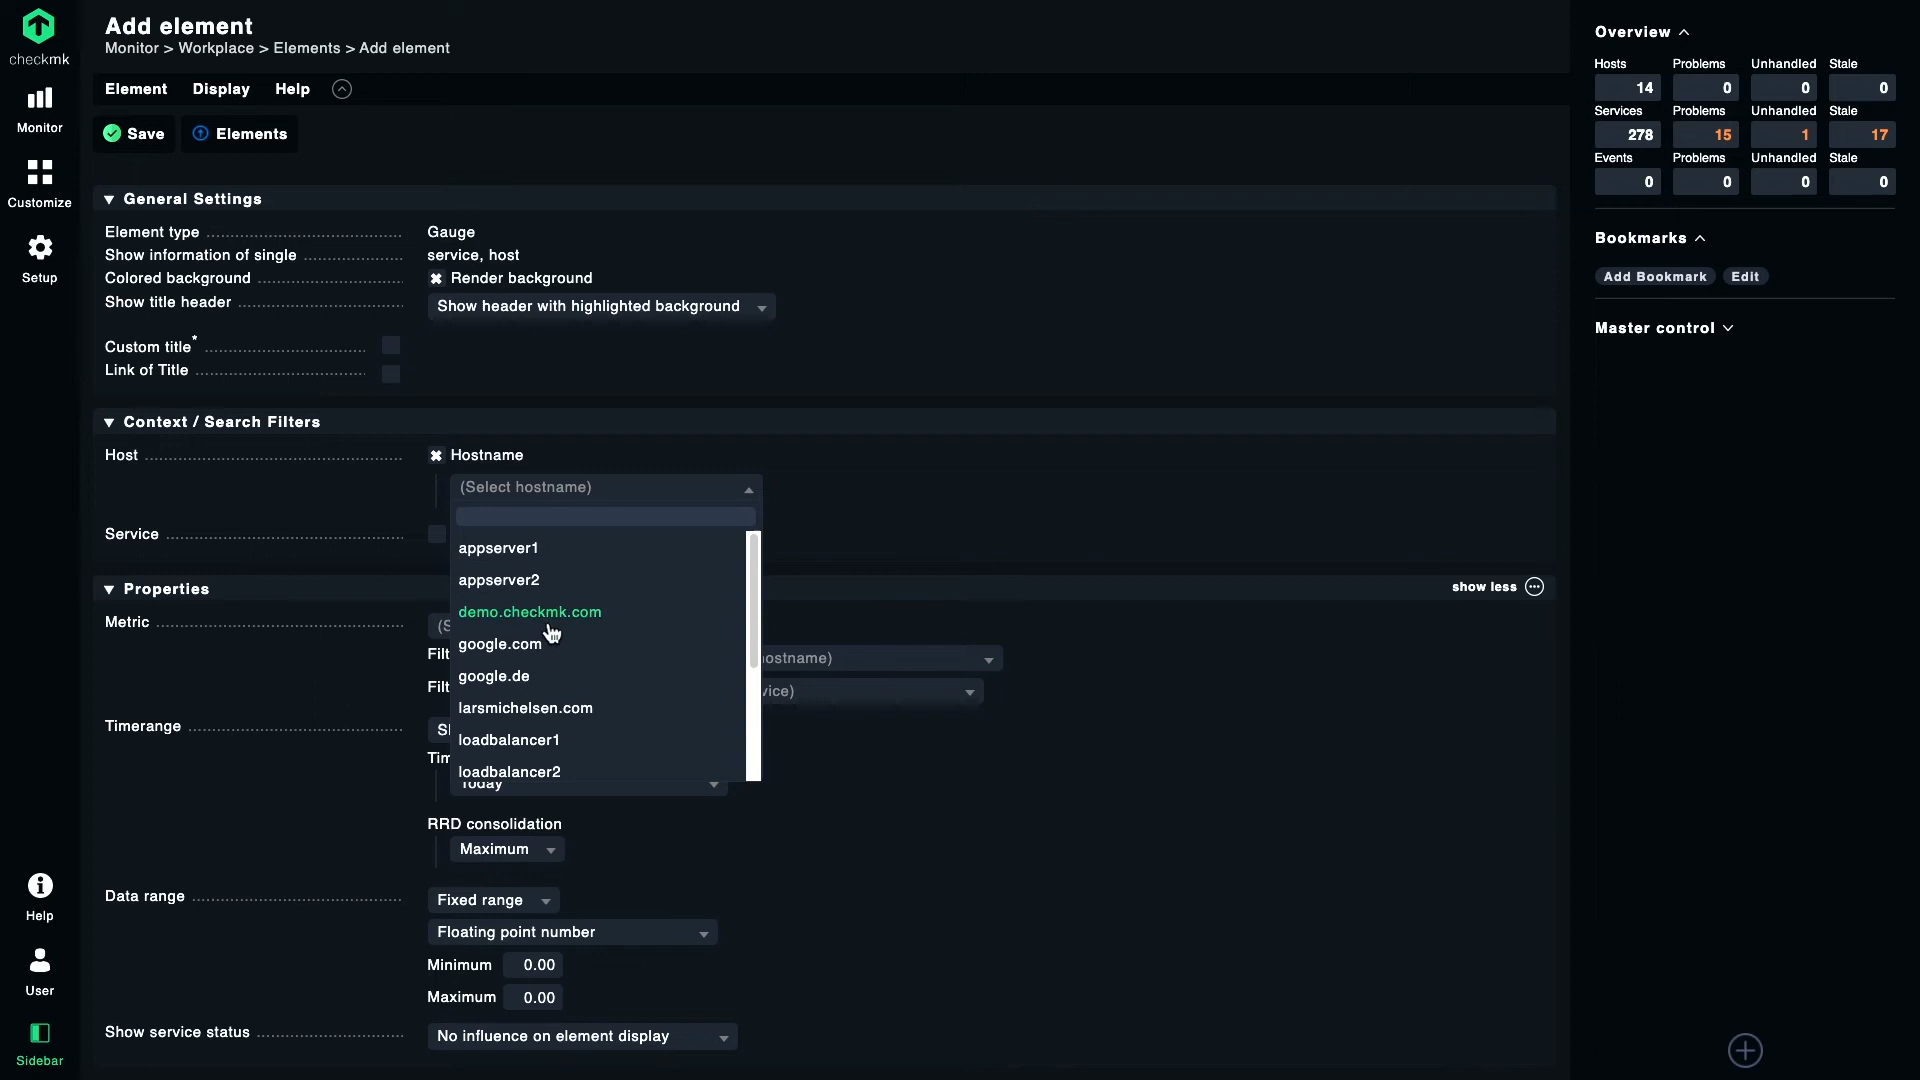 checkmk
Monitor
Customize
Setup
Help
User
Sidebar
Add element
Monitor > Workplace > Elements > Add element
Element Display Help
Save Elements
General Settings
Element type Gauge
Show information of single service, host
Colored background Render background
Show title header Show header with highlighted background
Custom title*
Link of Title
Context / Search Filters
Host Hostname
(Select hostname)
Service
appserver1
appserver2
demo.checkmk.com
google.com
google.de
larsmichelsen.com
loadbalancer1
loadbalancer2
Properties
show less
Metric (S
Filt ostname)
Filt vice)
Timerange
Today
RRD consolidation
Maximum
Data range Fixed range
Floating point number
Minimum 0.00
Maximum 0.00
Show service status No influence on element display
Overview
Hosts Problems Unhandled Stale
14 0 0 0
Services Problems Unhandled Stale
278 15 1 17
Events Problems Unhandled Stale
0 0 0 0
Bookmarks
Add Bookmark Edit
Master control